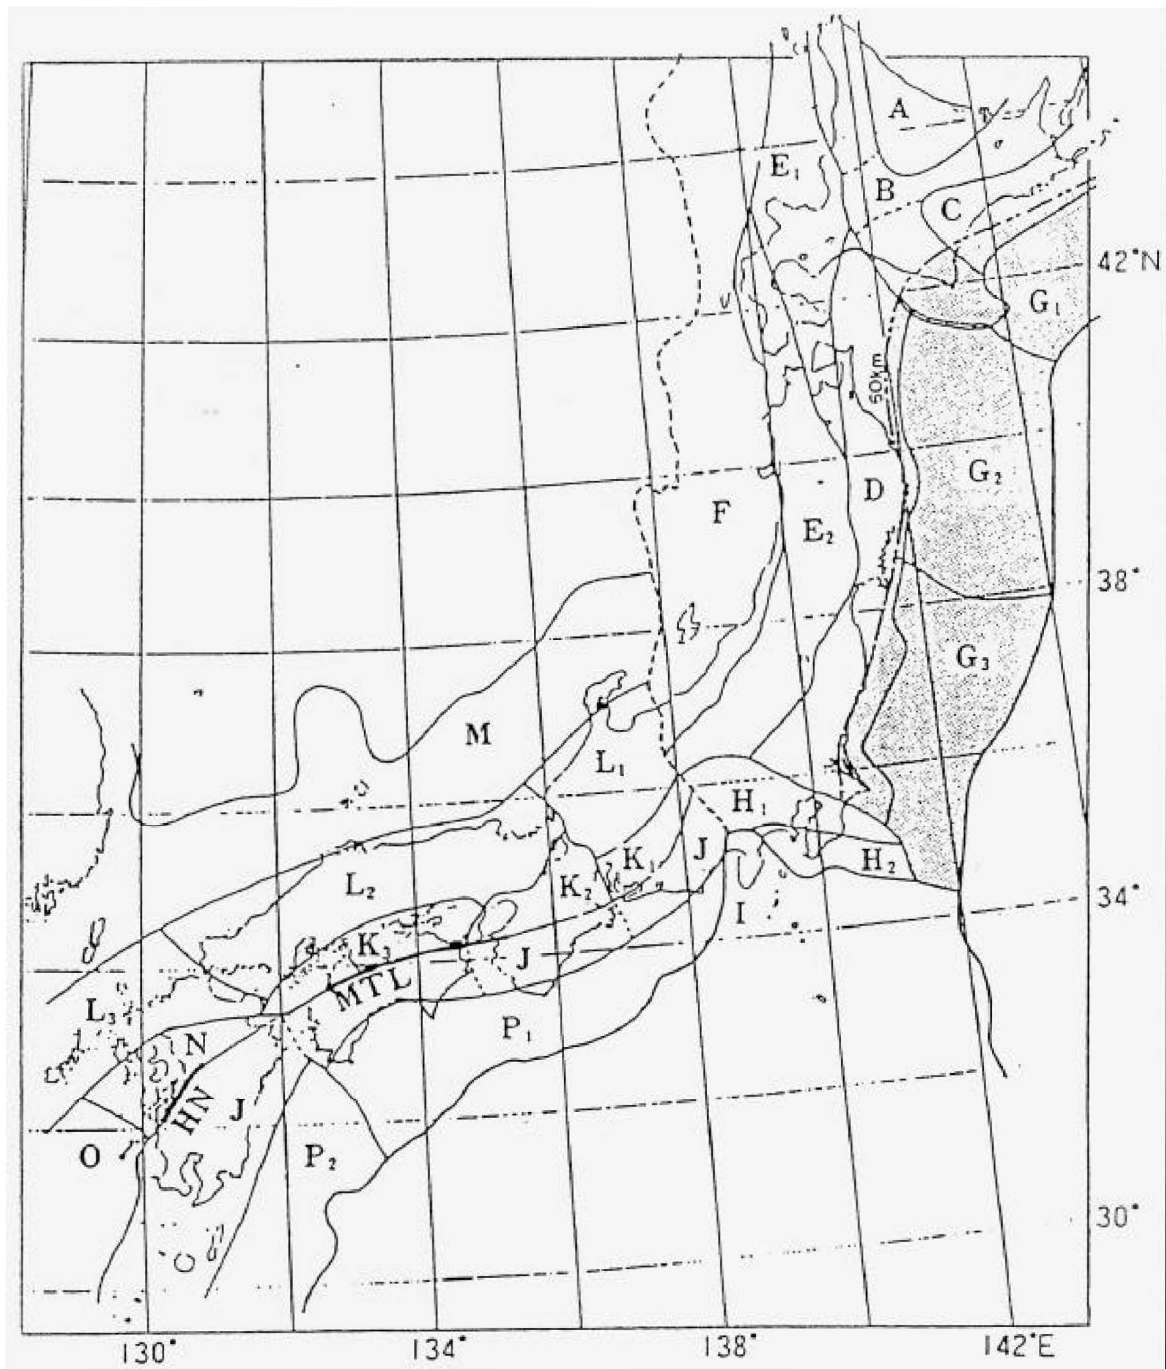 A
E₁
B
C
42°N
G₁
60km
G₂
D
F
E₂
38°
G₃
M
L₁
H₁
K₁
J
H₂
L₂
K₂
I
34°
K₃
J
MTL
L₃
P₁
N
HN
J
O
P₂
30°
130°
134°
138°
142°E